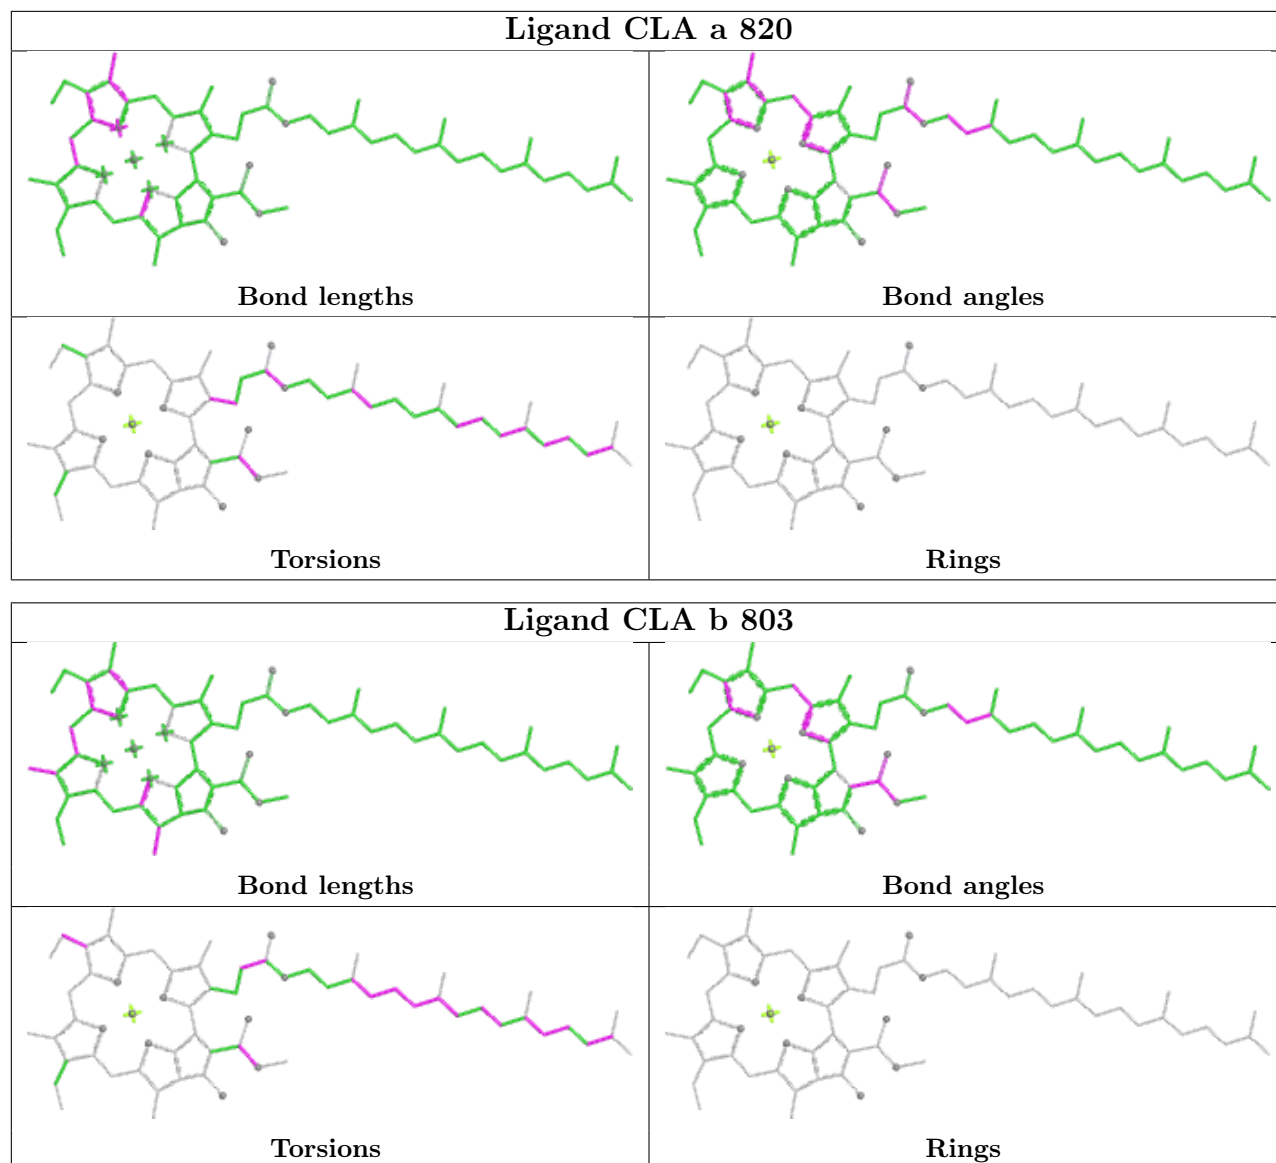 Ligand CLA a 820
Bond lengths
Bond angles
Torsions
Rings
Ligand CLA b 803
Bond lengths
Bond angles
Torsions
Rings